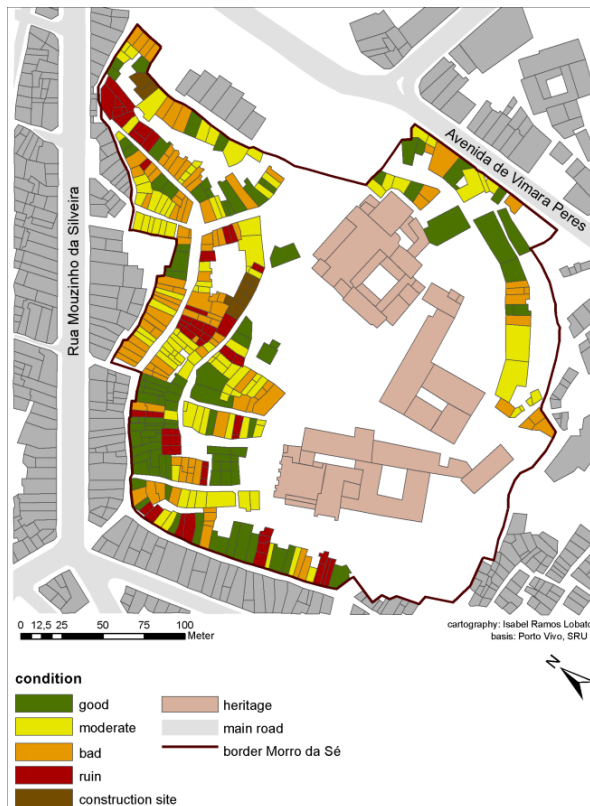 Avenida de Vimara Peres
Rua Mouzinho da Silveira
0 12,5 25 50 75 100
Meter
cartography: Isabel Ramos Lobato
basis: Porto Vivo, SRU
N
condition
good
moderate
bad
ruin
construction site
heritage
main road
border Morro da Sé